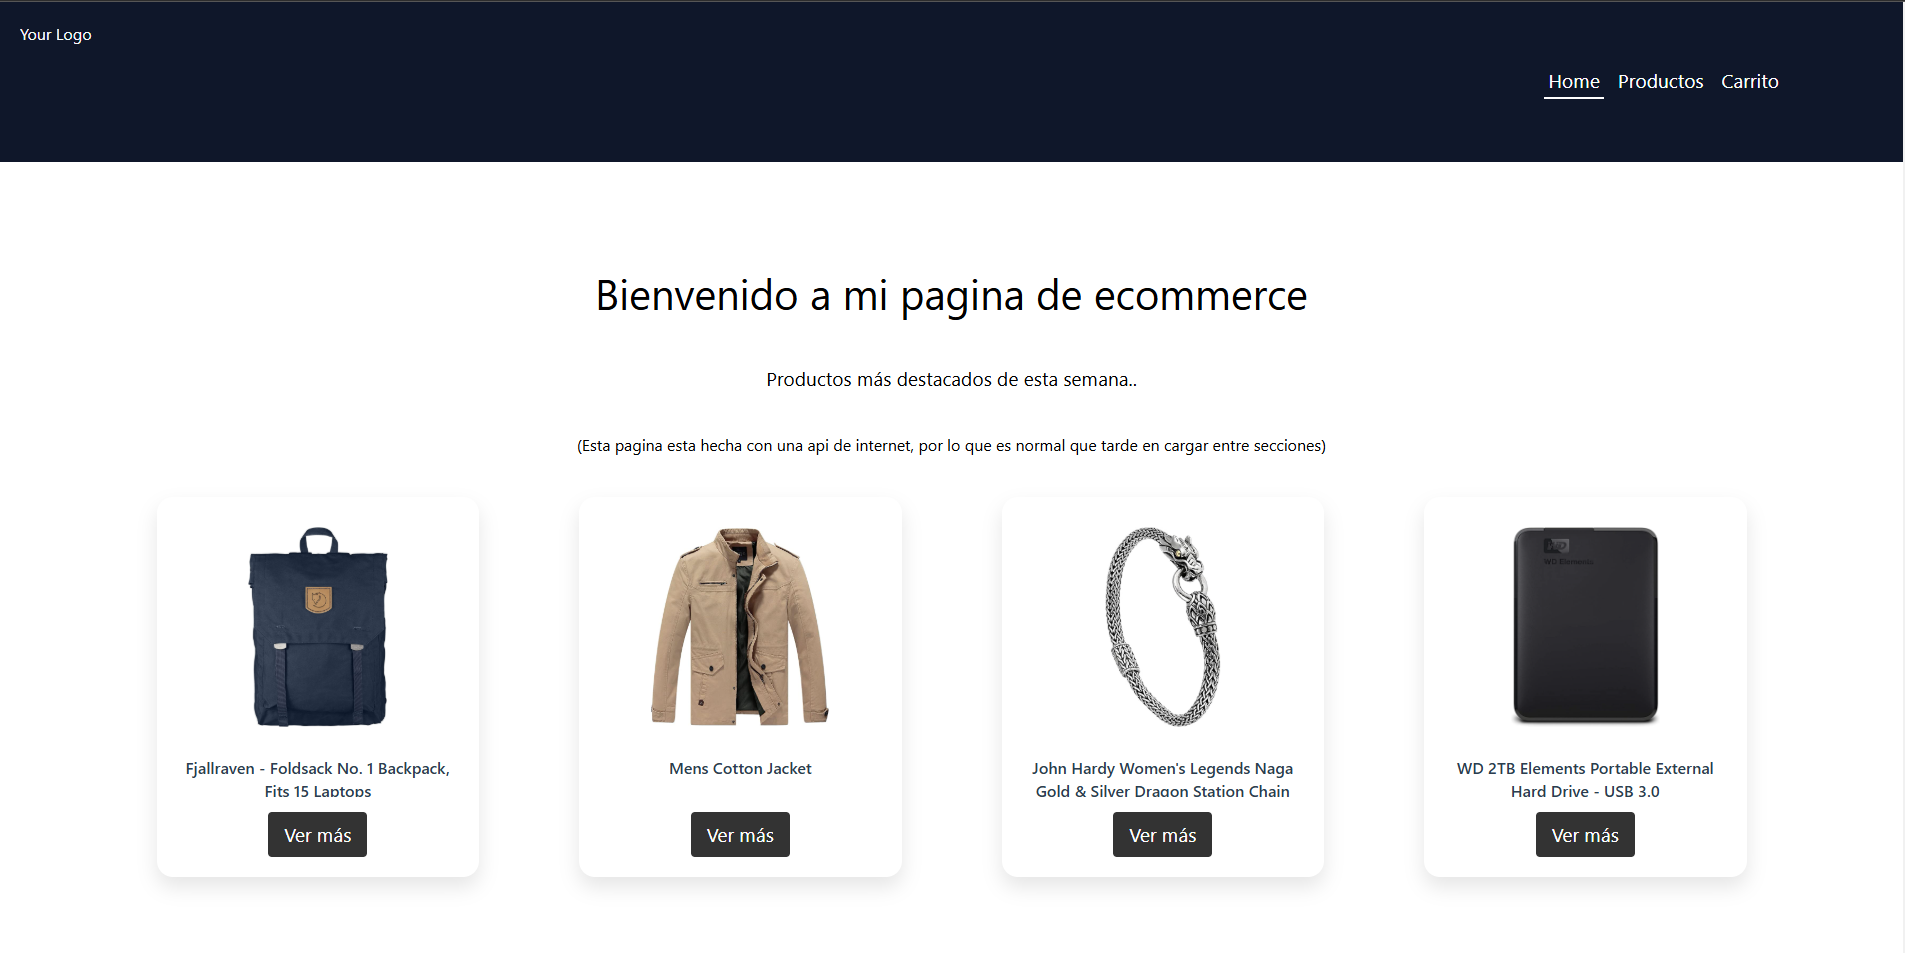 Your Logo
Home Productos Carrito
Bienvenido a mi pagina de ecommerce
Productos más destacados de esta semana..
(Esta pagina esta hecha con una api de internet, por lo que es normal que tarde en cargar entre secciones)
WD
WD Elements
Fjallraven - Foldsack No. 1 Backpack,
Fits 15 Laptops
Ver más
Mens Cotton Jacket
Ver más
John Hardy Women's Legends Naga
Gold & Silver Dragon Station Chain
Ver más
WD 2TB Elements Portable External
Hard Drive - USB 3.0
Ver más